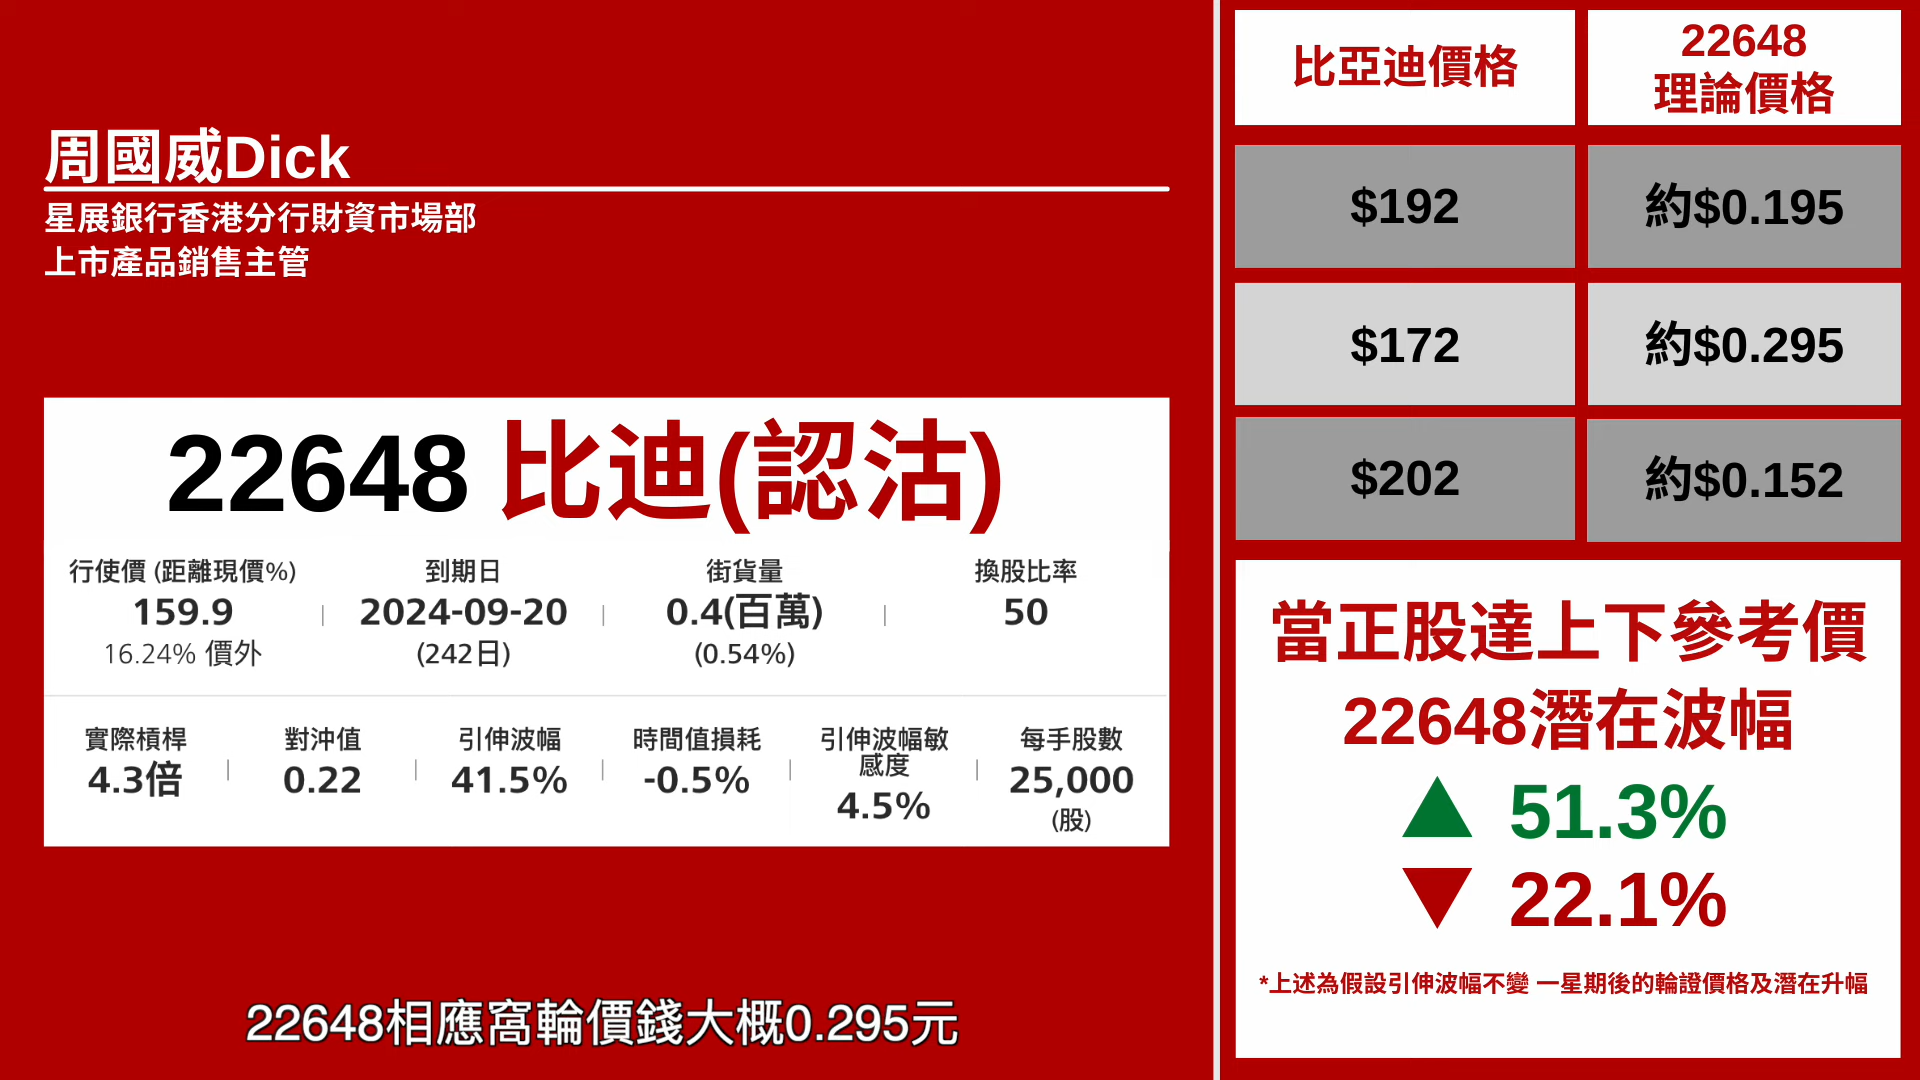 周國威Dick
星展銀行香港分行財資市場部
上市產品銷售主管
22648 比迪(認沽)
行使價 (距離現價%)
159.9
16.24% 價外
到期日
2024-09-20
(242日)
街貨量
0.4(百萬)
(0.54%)
換股比率
50
實際槓桿
4.3倍
對沖值
0.22
引伸波幅
41.5%
時間值損耗
-0.5%
引伸波幅敏
感度
4.5%
每手股數
25,000
(股)
22648相應窩輪價錢大概0.295元
比亞迪價格
22648
理論價格
$192
約$0.195
$172
約$0.295
$202
約$0.152
當正股達上下參考價
22648潛在波幅
▲ 51.3%
▼ 22.1%
*上述為假設引伸波幅不變 一星期後的輪證價格及潛在升幅